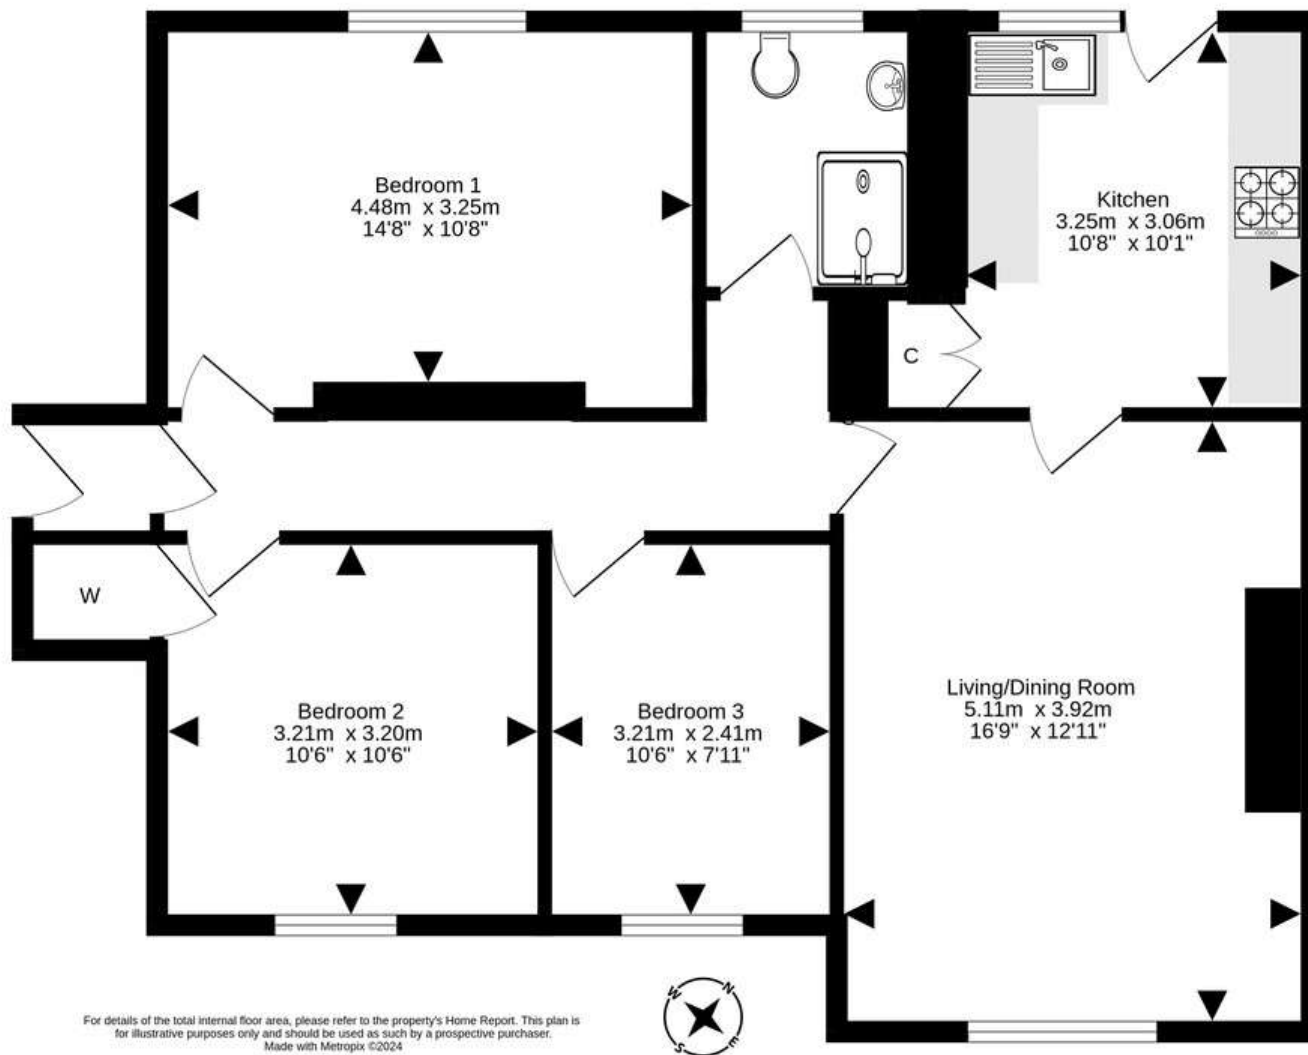 Bedroom 1
4.48m x 3.25m
14'8" x 10'8"
Kitchen
3.25m x 3.06m
10'8" x 10'1"
C
W
Bedroom 2
3.21m x 3.20m
10'6" x 10'6"
Bedroom 3
3.21m x 2.41m
10'6" x 7'11"
Living/Dining Room
5.11m x 3.92m
16'9" x 12'11"
W N
S E
For details of the total internal floor area, please refer to the property's Home Report. This plan is
for illustrative purposes only and should be used as such by a prospective purchaser.
Made with Metropix ©2024